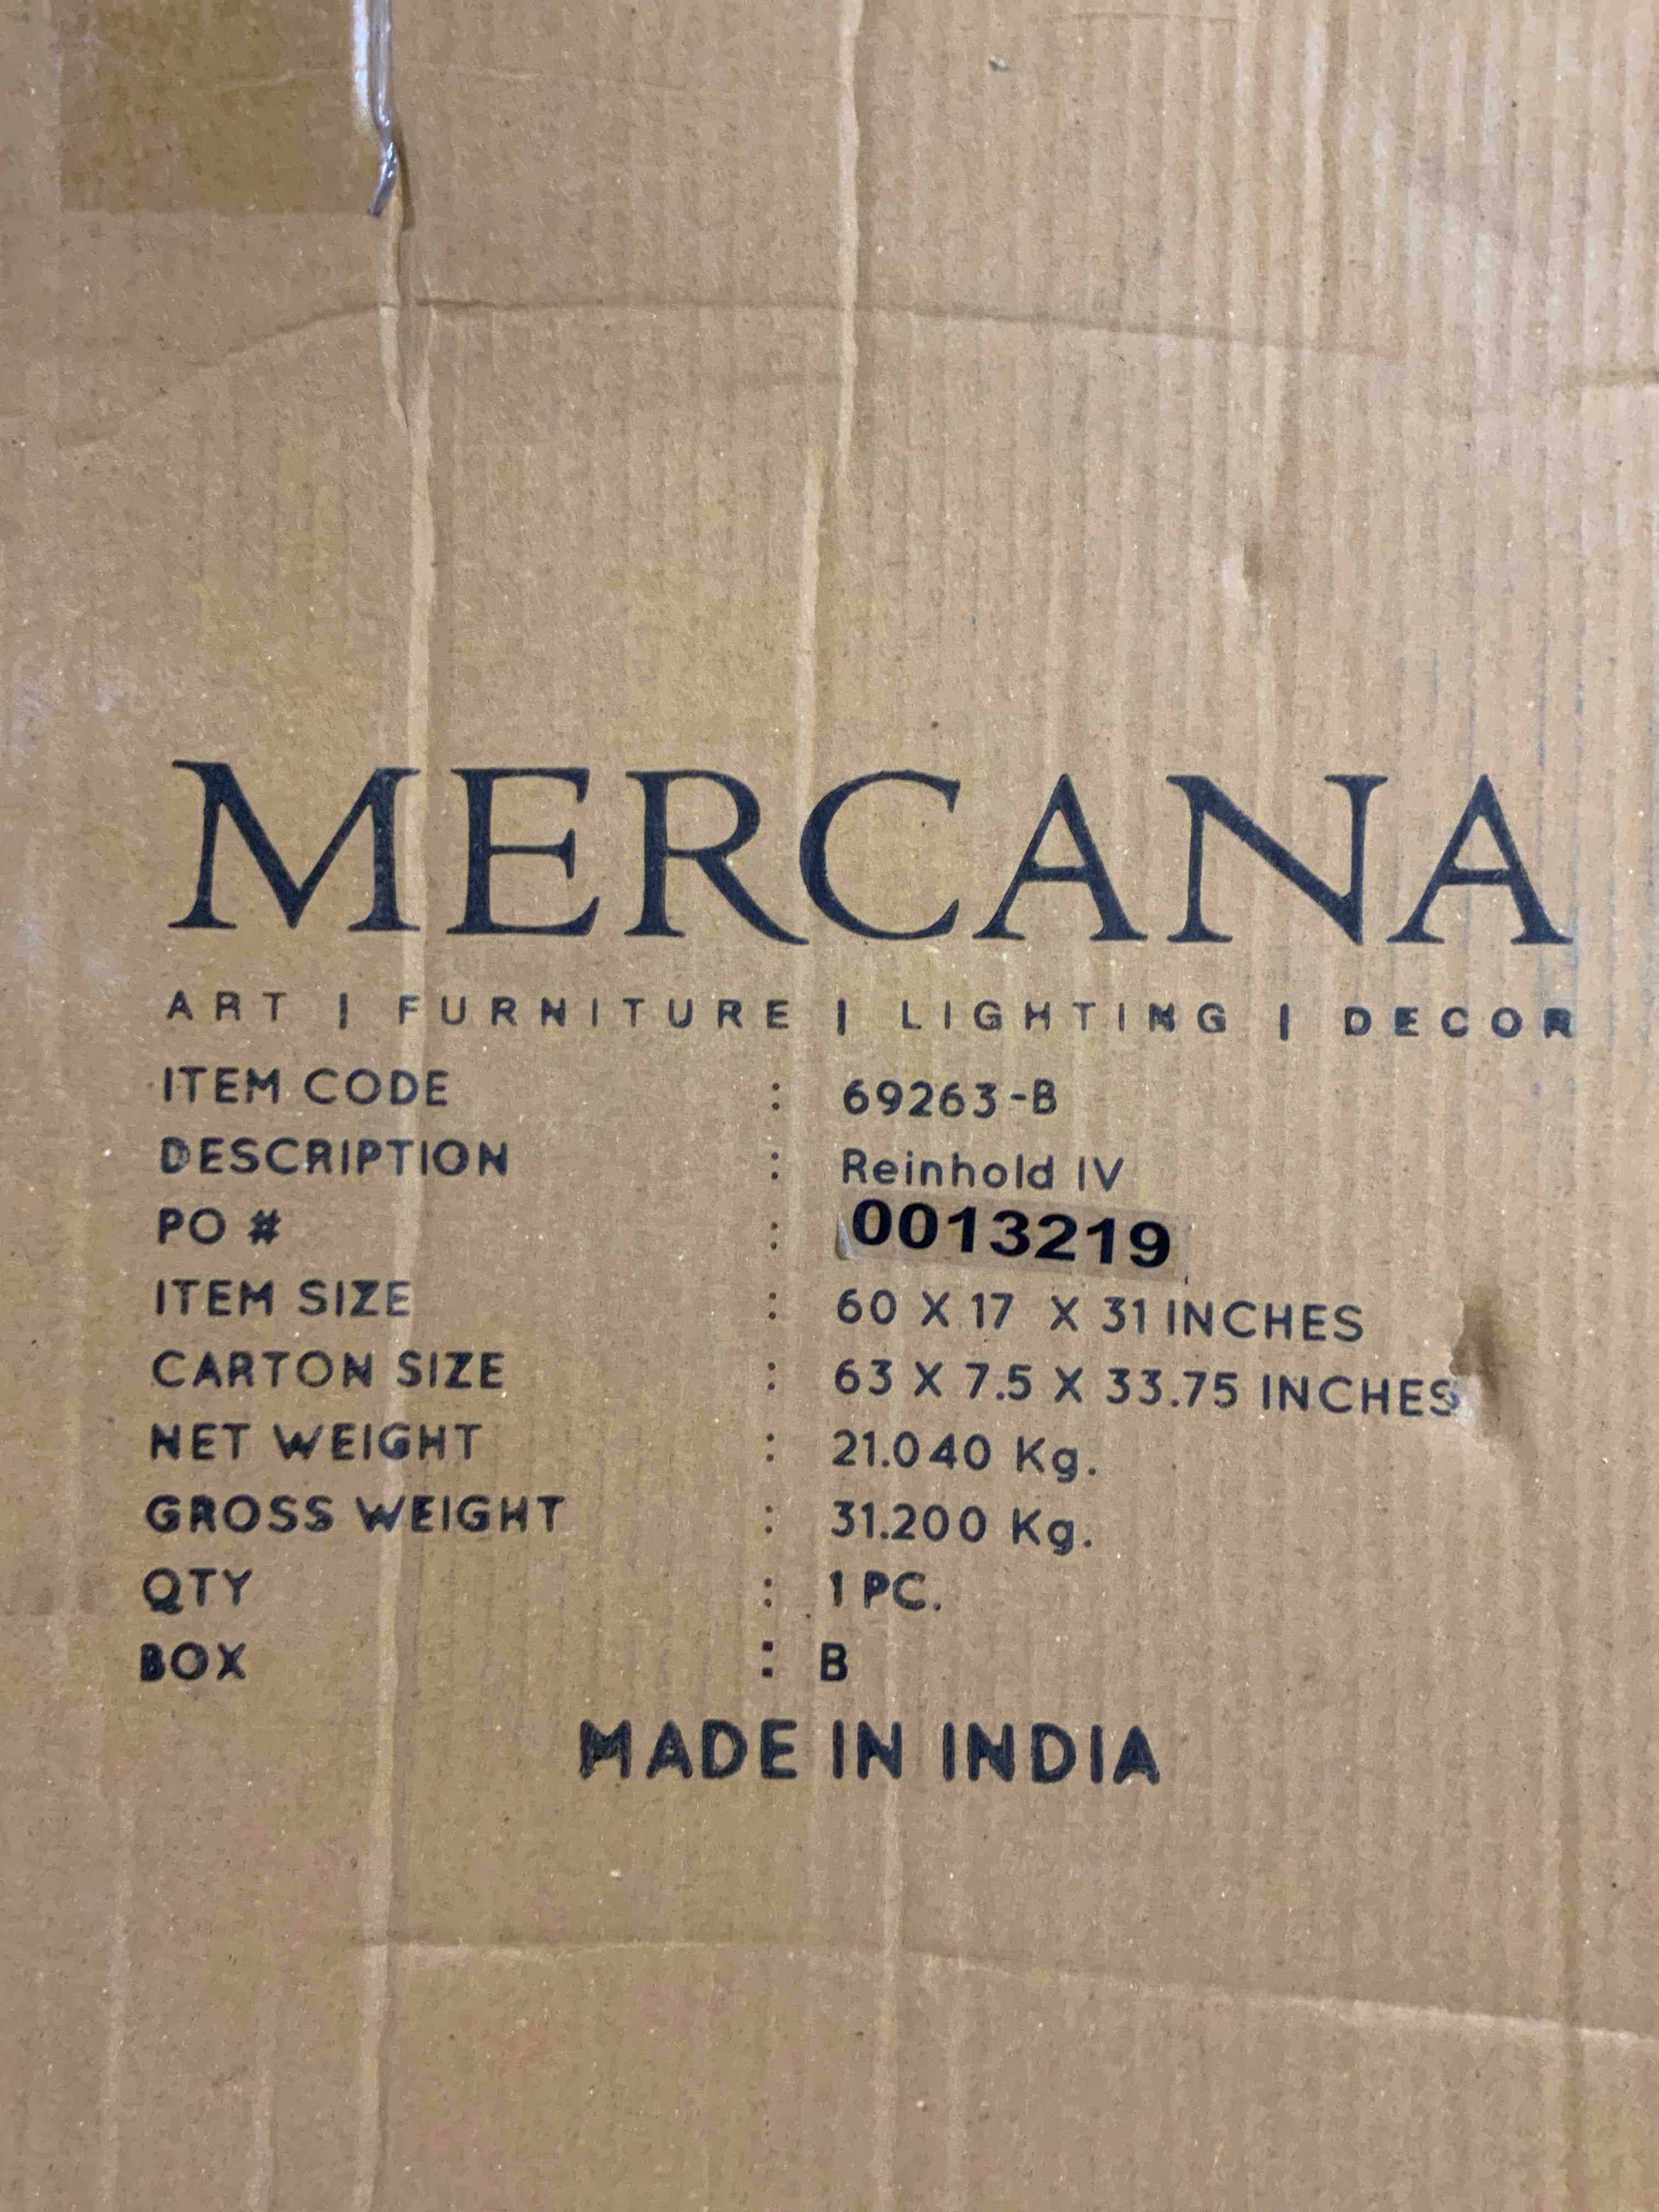 MERCANA
ART | FURNITURE | LIGHTING | DECOR
ITEM CODE : 69263-B
DESCRIPTION : Reinhold IV
PO # : 0013219
ITEM SIZE : 60 X 17 X 31 INCHES
CARTON SIZE : 63 X 7.5 X 33.75 INCHES
NET WEIGHT : 21.040 Kg.
GROSS WEIGHT : 31.200 Kg.
QTY : 1 PC.
BOX : B
MADE IN INDIA